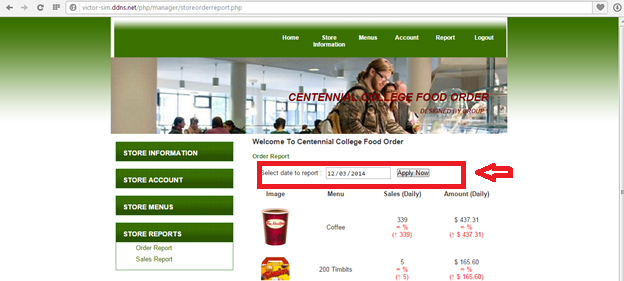 victor-sim.ddns.net/php/manager/storeorderreport.php
Home
Store Information
Menus
Account
Report
Logout
CENTENNIAL COLLEGE FOOD ORDER
DESIGNED BY GROUP
STORE INFORMATION
STORE ACCOUNT
STORE MENUS
STORE REPORTS
Order Report
Sales Report
Welcome To Centennial College Food Order
Order Report
Select date to report : 12/03/2014 Apply Now
Image Menu Sales (Daily) Amount (Daily)
Coffee 339 $ 437.31
= % = %
(↑ 339) (↑ $ 437.31)
200 Timbits 5 $ 165.60
= % = %
(↑ 5) (↑ $ 165.60)